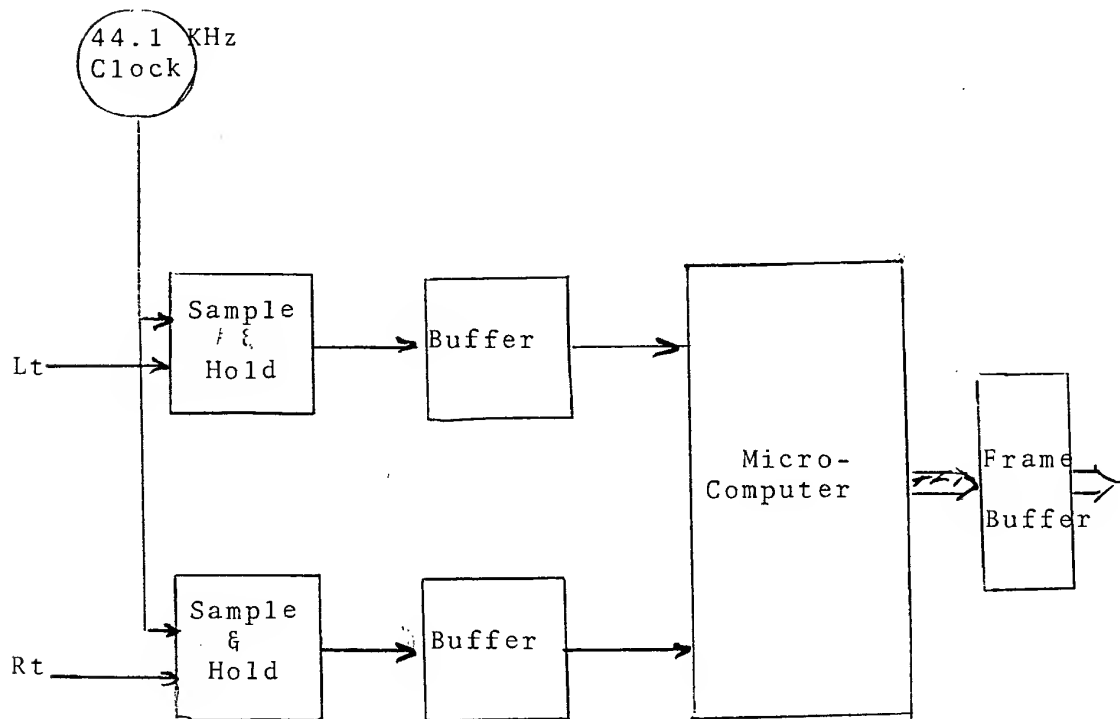 44.1 KHz
Clock
Sample
&
Hold
Lt
Buffer
Micro-
Computer
Frame
Buffer
Sample
&
Hold
Rt
Buffer